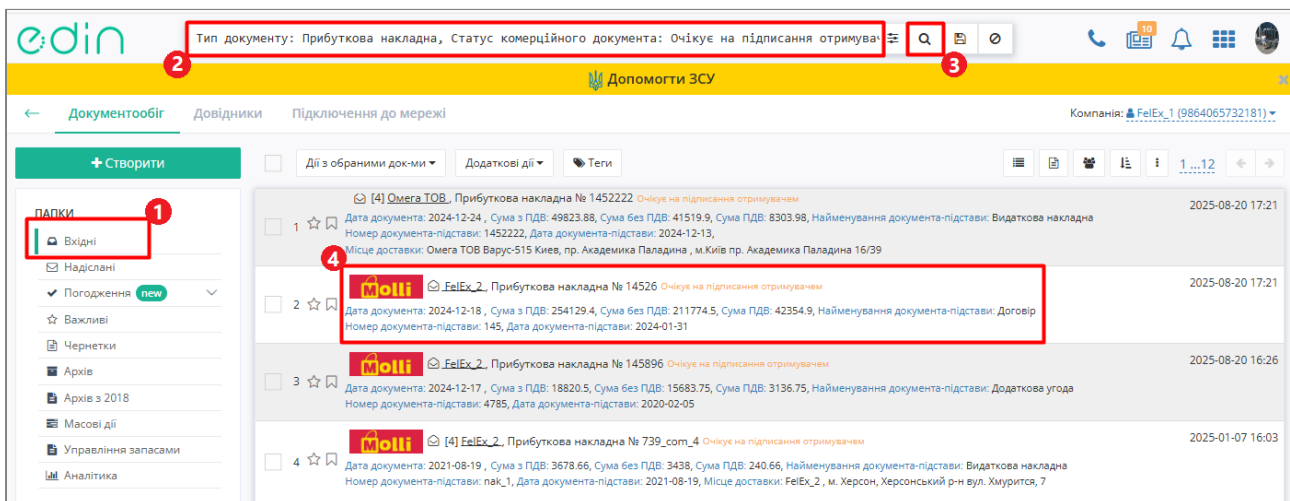 edin
Тип документу: Прибуткова накладна, Статус комерційного документа: Очікує на підписання отримувач
2
3
10
Допомогти ЗСУ
← Документообіг Довідники Підключення до мережі
Компанія: FelEx_1 (9864065732181)
+ Створити
Дії з обраними док-ми Додаткові дії Теги
1 ...12 ← →
ПАПКИ
1
Вхідні
Надіслані
Погодження new
Важливі
Чернетки
Архів
Архів з 2018
Масові дії
Управління запасами
Аналітика
[4] Омега ТОВ , Прибуткова накладна № 1452222 Очікує на підписання отримувачем
2025-08-20 17:21
1 Дата документа: 2024-12-24 , Сума з ПДВ: 49823.88, Сума без ПДВ: 41519.9, Сума ПДВ: 8303.98, Найменування документа-підстави: Видаткова накладна
Номер документа-підстави: 1452222, Дата документа-підстави: 2024-12-13,
Місце доставки: Омега ТОВ Варус-515 Киев, пр. Академика Паладина , м.Київ пр. Академика Паладина 16/39
4
Molli FelEx_2 , Прибуткова накладна № 14526 Очікує на підписання отримувачем
2025-08-20 17:21
2 Дата документа: 2024-12-18 , Сума з ПДВ: 254129.4, Сума без ПДВ: 211774.5, Сума ПДВ: 42354.9, Найменування документа-підстави: Договір
Номер документа-підстави: 145, Дата документа-підстави: 2024-01-31
Molli FelEx_2 , Прибуткова накладна № 145896 Очікує на підписання отримувачем
2025-08-20 16:26
3 Дата документа: 2024-12-17 , Сума з ПДВ: 18820.5, Сума без ПДВ: 15683.75, Сума ПДВ: 3136.75, Найменування документа-підстави: Додаткова угода
Номер документа-підстави: 4785, Дата документа-підстави: 2020-02-05
Molli [4] FelEx_2 , Прибуткова накладна № 739_com_4 Очікує на підписання отримувачем
2025-01-07 16:03
4 Дата документа: 2021-08-19 , Сума з ПДВ: 3678.66, Сума без ПДВ: 3438, Сума ПДВ: 240.66, Найменування документа-підстави: Видаткова накладна
Номер документа-підстави: nak_1, Дата документа-підстави: 2021-08-19, Місце доставки: FelEx_2 , м. Херсон, Херсонський р-н вул. Хмурится, 7